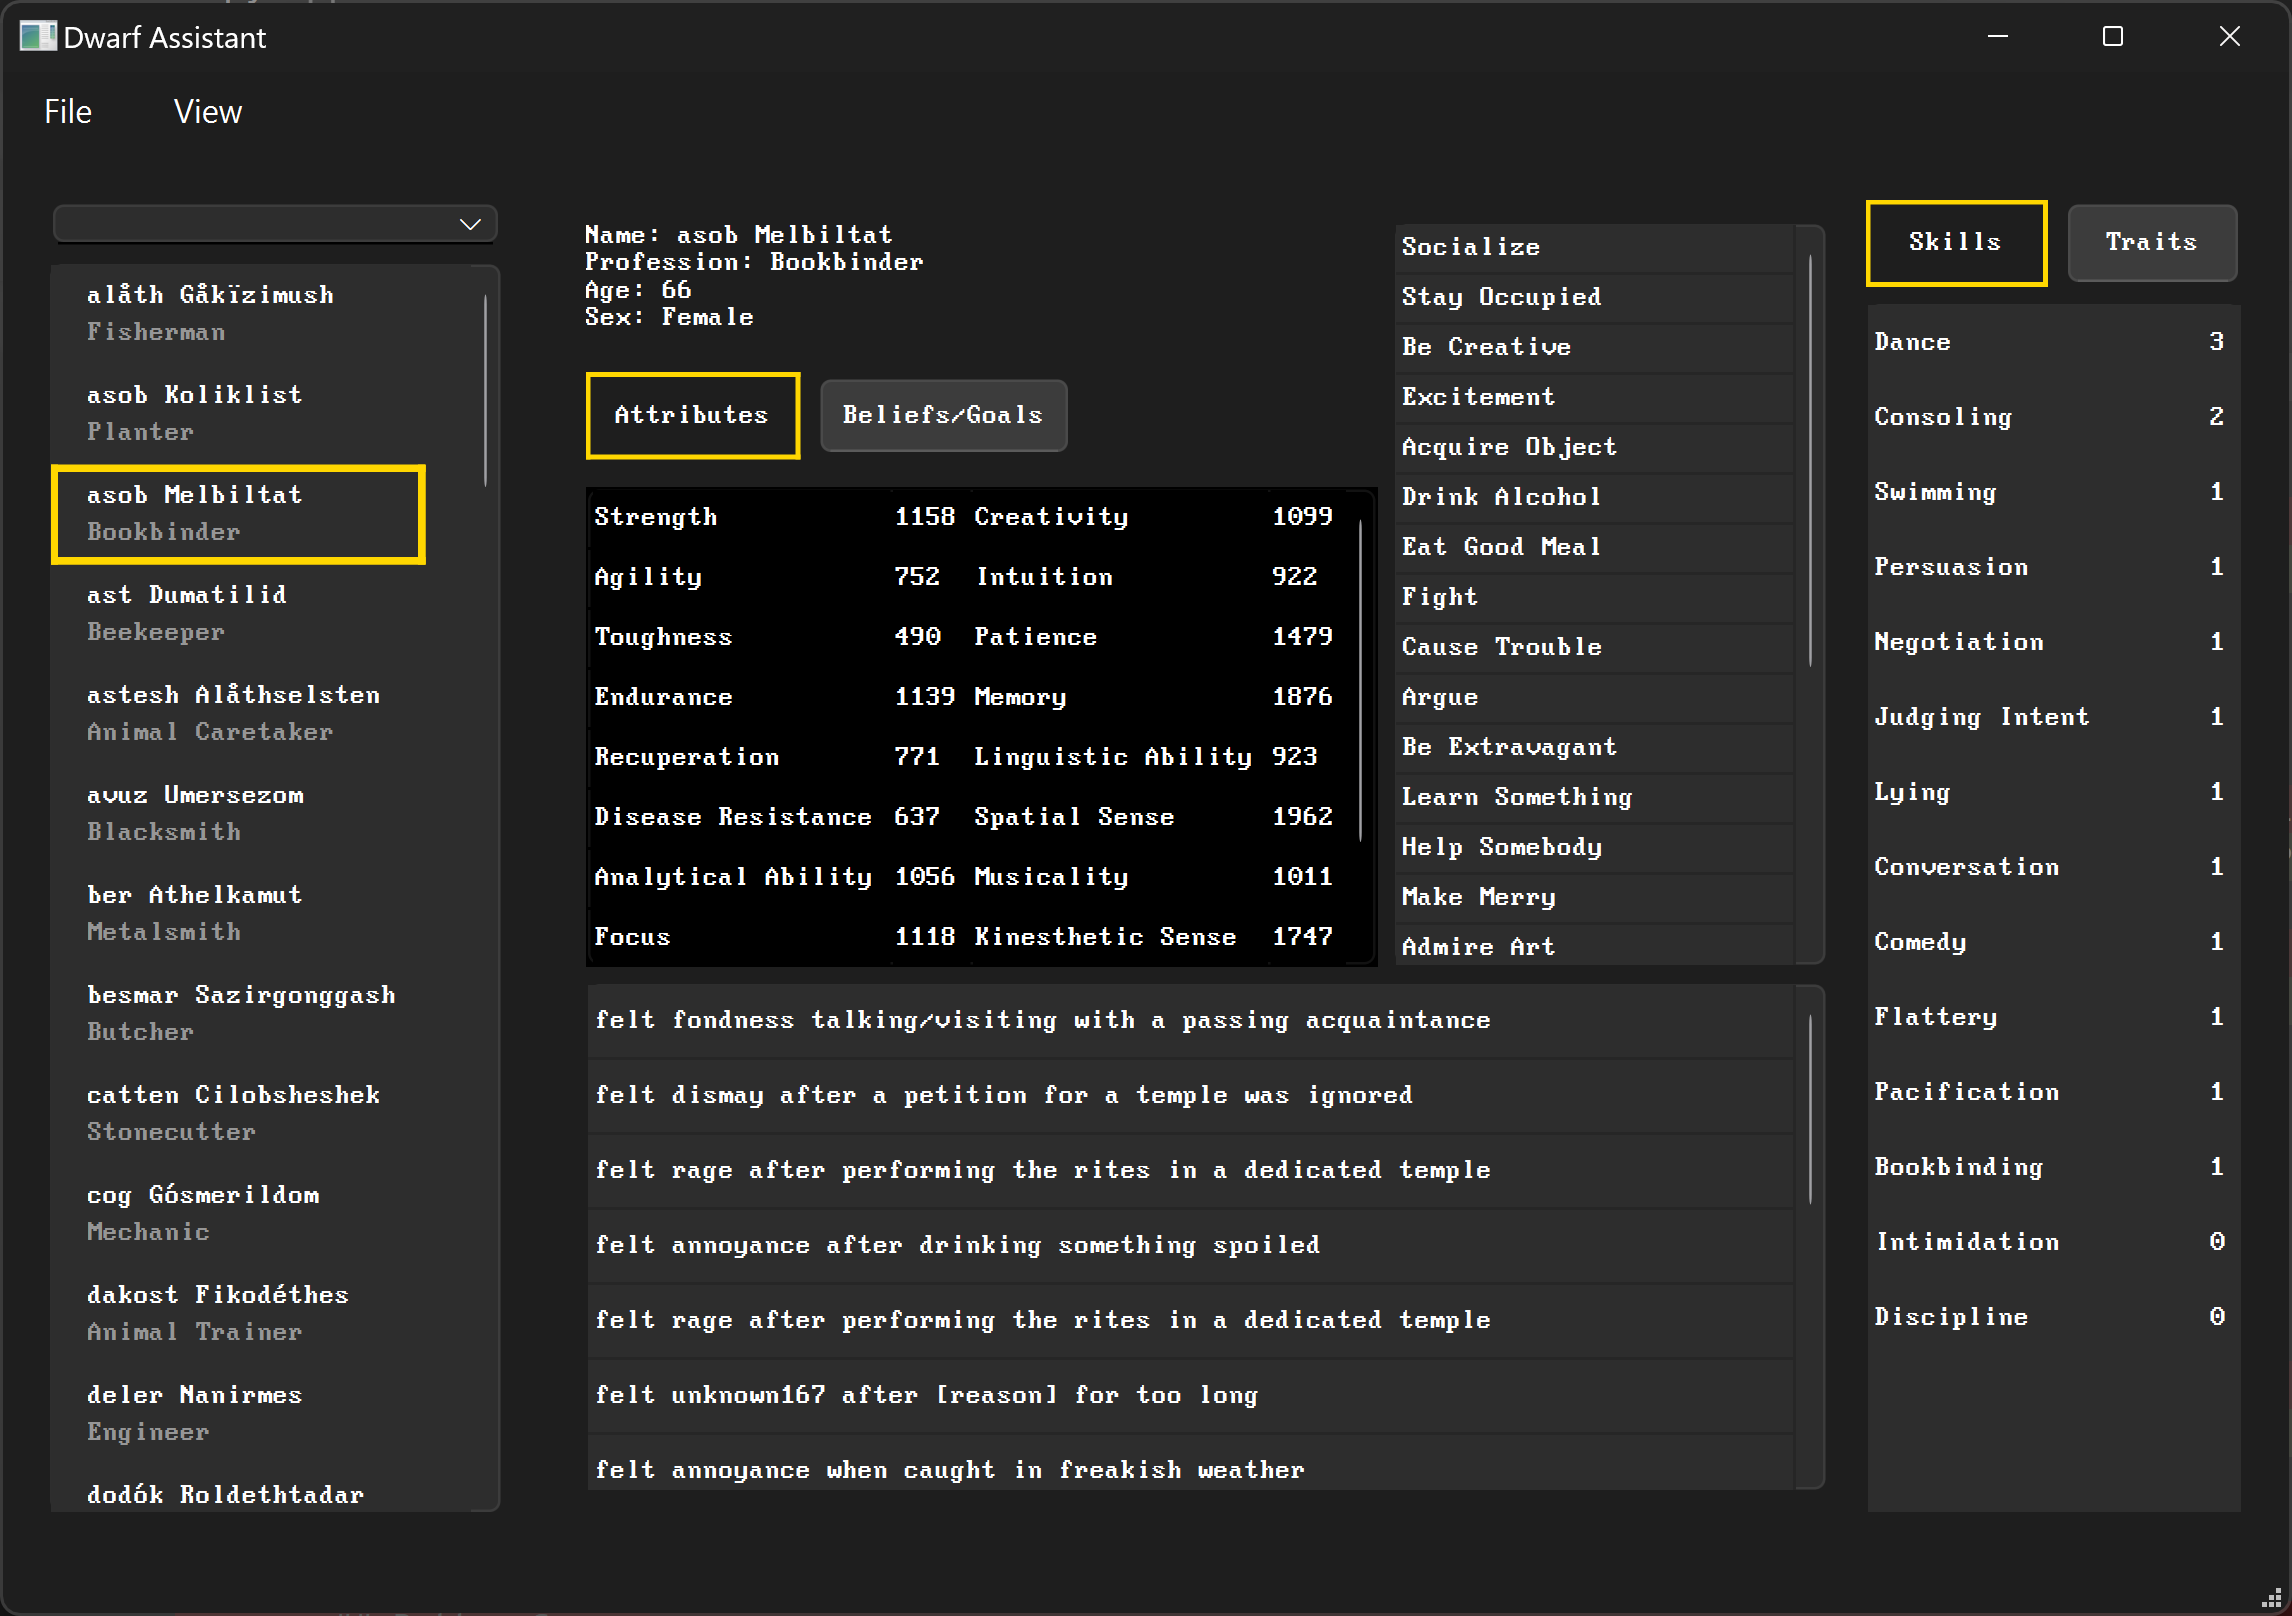 Dwarf Assistant
File View
alåth Gåkïzimush
Fisherman
asob Koliklist
Planter
asob Melbiltat
Bookbinder
ast Dumatilid
Beekeeper
astesh Alåthselsten
Animal Caretaker
avuz Umersezom
Blacksmith
ber Athelkamut
Metalsmith
besmar Sazirgonggash
Butcher
catten Cilobsheshek
Stonecutter
cog Gósmerildom
Mechanic
dakost Fikodéthes
Animal Trainer
deler Nanirmes
Engineer
dodók Roldethtadar
Name: asob Melbiltat
Profession: Bookbinder
Age: 66
Sex: Female
Attributes Beliefs/Goals
Strength 1158 Creativity 1099
Agility 752 Intuition 922
Toughness 490 Patience 1479
Endurance 1139 Memory 1876
Recuperation 771 Linguistic Ability 923
Disease Resistance 637 Spatial Sense 1962
Analytical Ability 1056 Musicality 1011
Focus 1118 Kinesthetic Sense 1747
Socialize
Stay Occupied
Be Creative
Excitement
Acquire Object
Drink Alcohol
Eat Good Meal
Fight
Cause Trouble
Argue
Be Extravagant
Learn Something
Help Somebody
Make Merry
Admire Art
felt fondness talking/visiting with a passing acquaintance
felt dismay after a petition for a temple was ignored
felt rage after performing the rites in a dedicated temple
felt annoyance after drinking something spoiled
felt rage after performing the rites in a dedicated temple
felt unknown167 after [reason] for too long
felt annoyance when caught in freakish weather
Skills Traits
Dance 3
Consoling 2
Swimming 1
Persuasion 1
Negotiation 1
Judging Intent 1
Lying 1
Conversation 1
Comedy 1
Flattery 1
Pacification 1
Bookbinding 1
Intimidation 0
Discipline 0